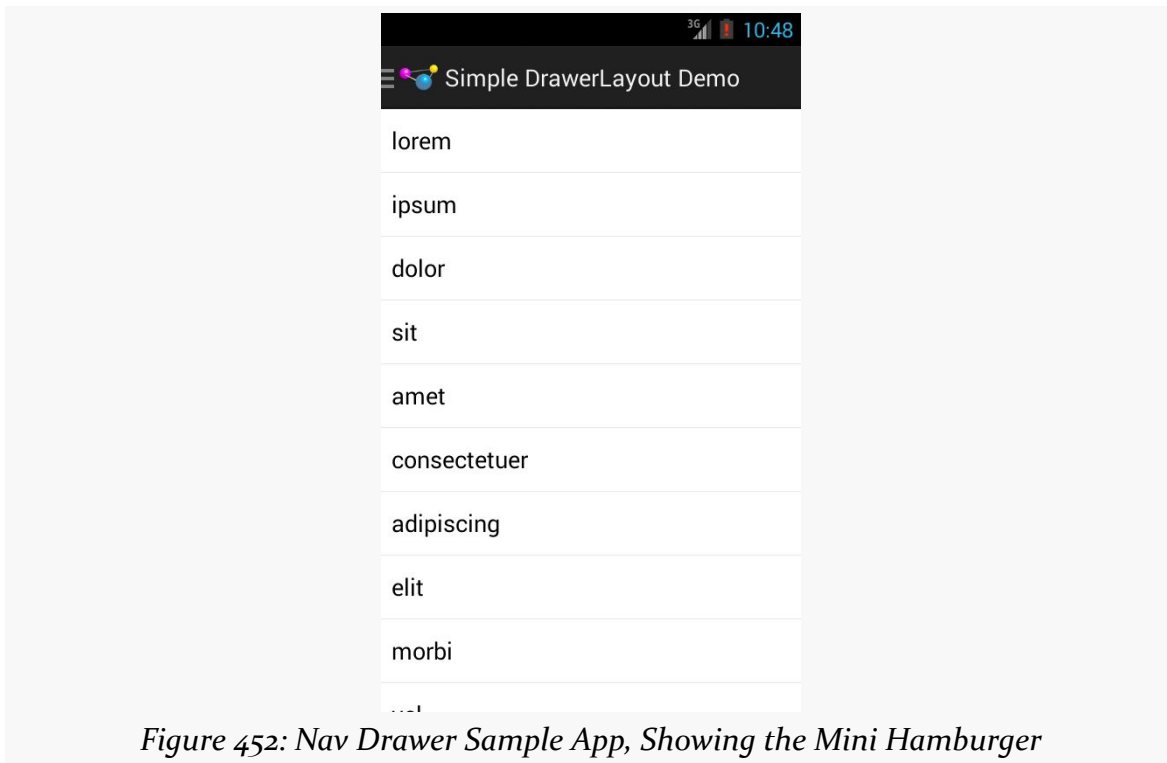 3G 10:48
Simple DrawerLayout Demo
lorem
ipsum
dolor
sit
amet
consectetuer
adipiscing
elit
morbi
Figure 452: Nav Drawer Sample App, Showing the Mini Hamburger